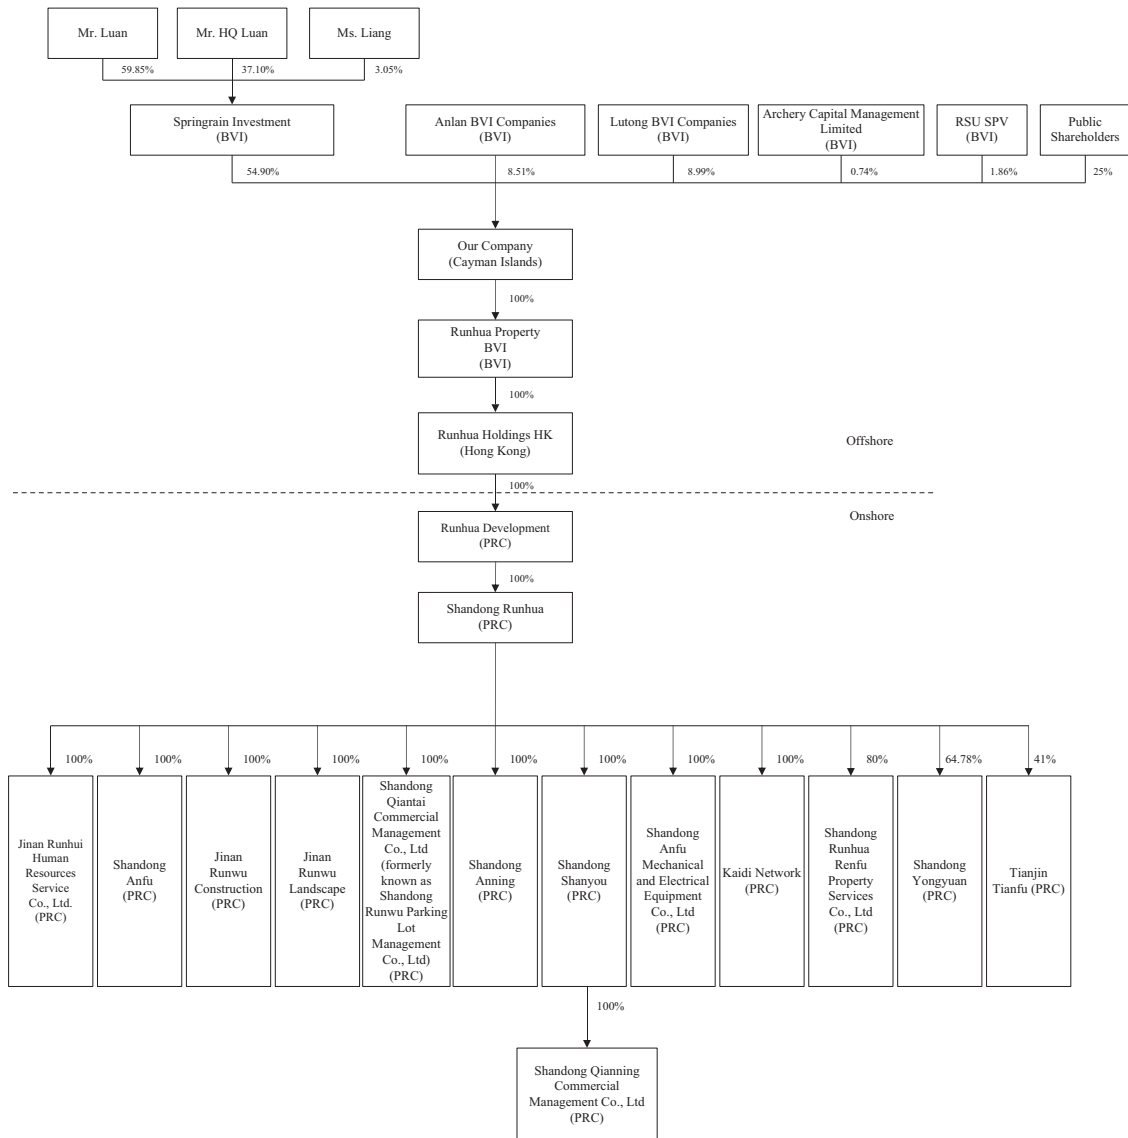 Mr. Luan
Mr. HQ Luan
Ms. Liang
59.85%
37.10%
3.05%
Springrain Investment
(BVI)
Anlan BVI Companies
(BVI)
Lutong BVI Companies
(BVI)
Archery Capital Management
Limited
(BVI)
RSU SPV
(BVI)
Public
Shareholders
54.90%
8.51%
8.99%
0.74%
1.86%
25%
Our Company
(Cayman Islands)
100%
Runhua Property
BVI
(BVI)
100%
Runhua Holdings HK
(Hong Kong)
Offshore
100%
Onshore
Runhua Development
(PRC)
100%
Shandong Runhua
(PRC)
100%
100%
100%
100%
100%
100%
100%
100%
100%
80%
64.78%
41%
Jinan Runhui
Human
Resources
Service
Co., Ltd.
(PRC)
Shandong
Anfu
(PRC)
Jinan
Runwu
Construction
(PRC)
Jinan
Runwu
Landscape
(PRC)
Shandog
Qiantai
Commercial
Management
Co., Ltd
(formerly
known as
Shandog
Runwu Parking
Lot
Management
Co., Ltd)
(PRC)
Shandong
Anning
(PRC)
Shandong
Shanyou
(PRC)
Shandong
Anfu
Mechanical
and Electrical
Equipment
Co., Ltd
(PRC)
Kaidi Network
(PRC)
Shandong
Runhua
Renfu
Property
Services
Co., Ltd
(PRC)
Shandong
Yongyuan
(PRC)
Tianjin
Tianfu (PRC)
100%
Shandong Qianning
Commercial
Management Co., Ltd
(PRC)